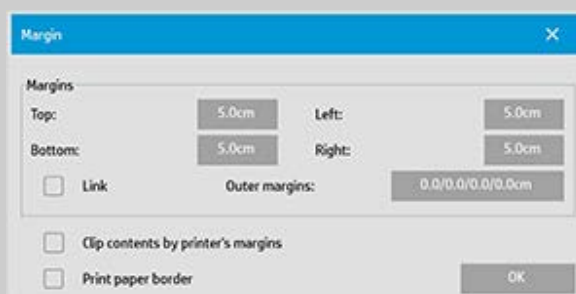 Margin
Margins
Top: 5.0cm Left: 5.0cm
Bottom: 5.0cm Right: 5.0cm
Link Outer margins: 0.0/0.0/0.0/0.0cm
Clip contents by printer's margins
Print paper border OK